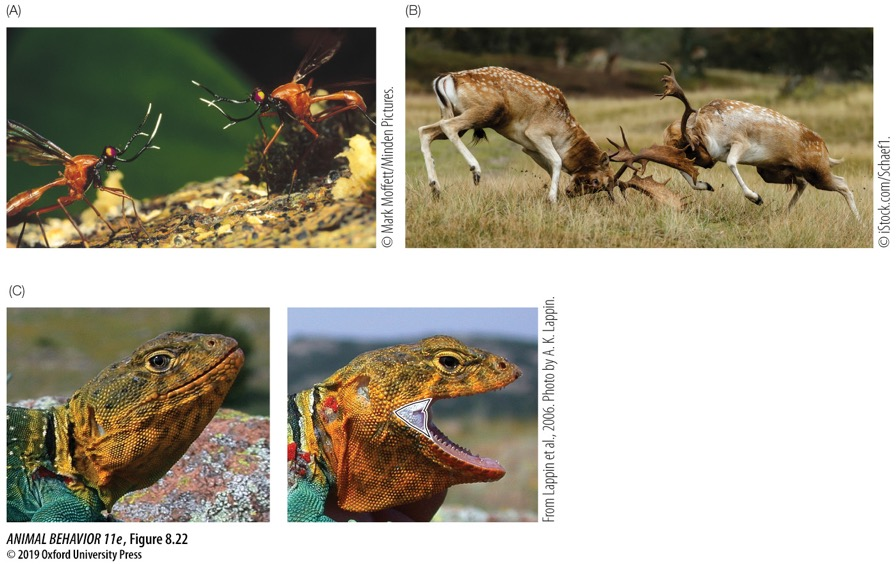 (A)
(B)
© Mark Moffett/Minden Pictures.
© iStock.com/Schaef1.
(C)
From Lappin et al., 2006. Photo by A. K. Lappin.
ANIMAL BEHAVIOR 11e, Figure 8.22
© 2019 Oxford University Press